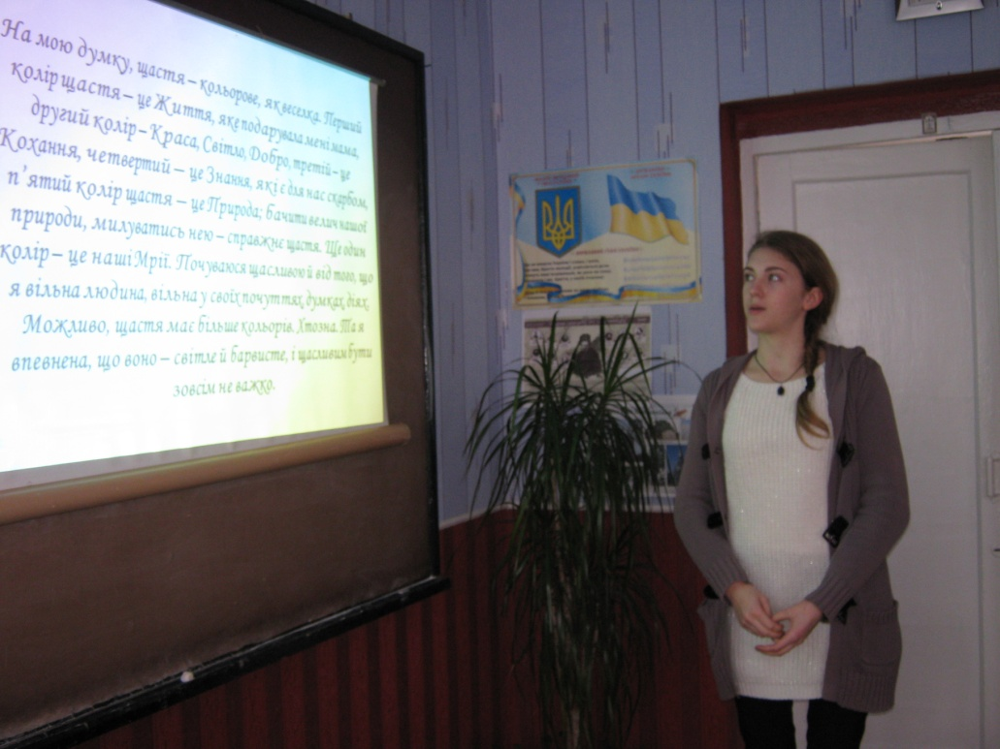 На мою думку, щастя – кольорове, як веселка. Перший
колір щастя – це Життя, яке подарувала мені мама,
другий колір – Краса, Світло, Добро, третій – це
Кохання, четвертий – це Знання, які є для нас скарбом,
п'ятий колір щастя – це Природа; Бачити велич нашої
природи, милуватись нею – справжнє щастя. Ще один
колір – це наші Мрії. Почуваюся щасливою й від того, що
я вільна людина, вільна у своїх почуттях, думках, діях.
Можливо, щастя має більше кольорів. Хтозна. Та я
впевнена, що воно – світле й барвисте, і щасливим бути
зовсім не важко.